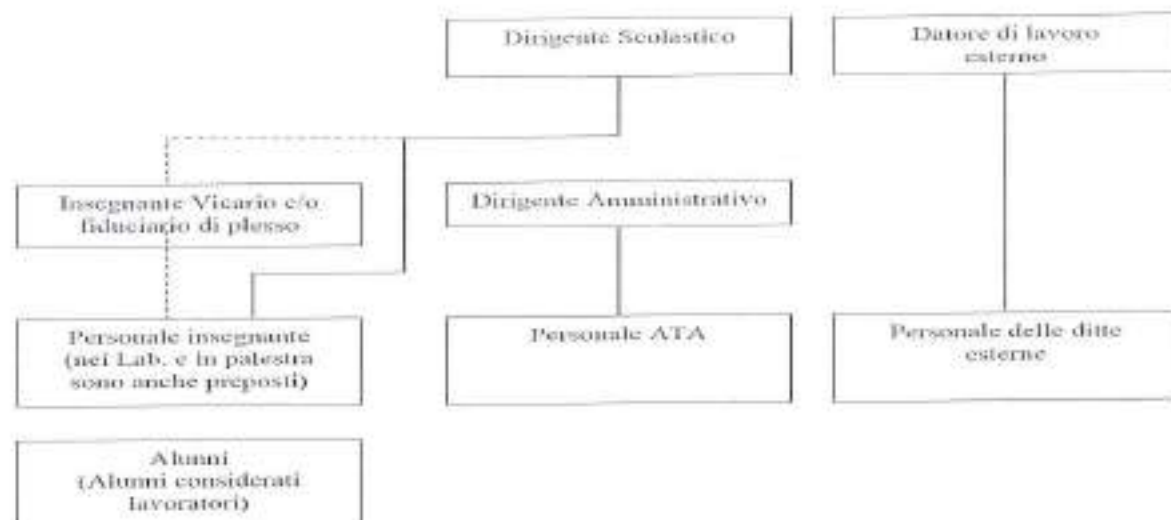 Dirigente Scolastico
Datore di lavoro
esterno
Insegnante Vicario e/o
fiduciario di plesso
Dirigente Amministrativo
Personale insegnante
(nei Lab. e in palestra
sono anche preposti)
Personale ATA
Personale delle ditte
esterne
Alunni
(Alunni considerati
lavoratori)